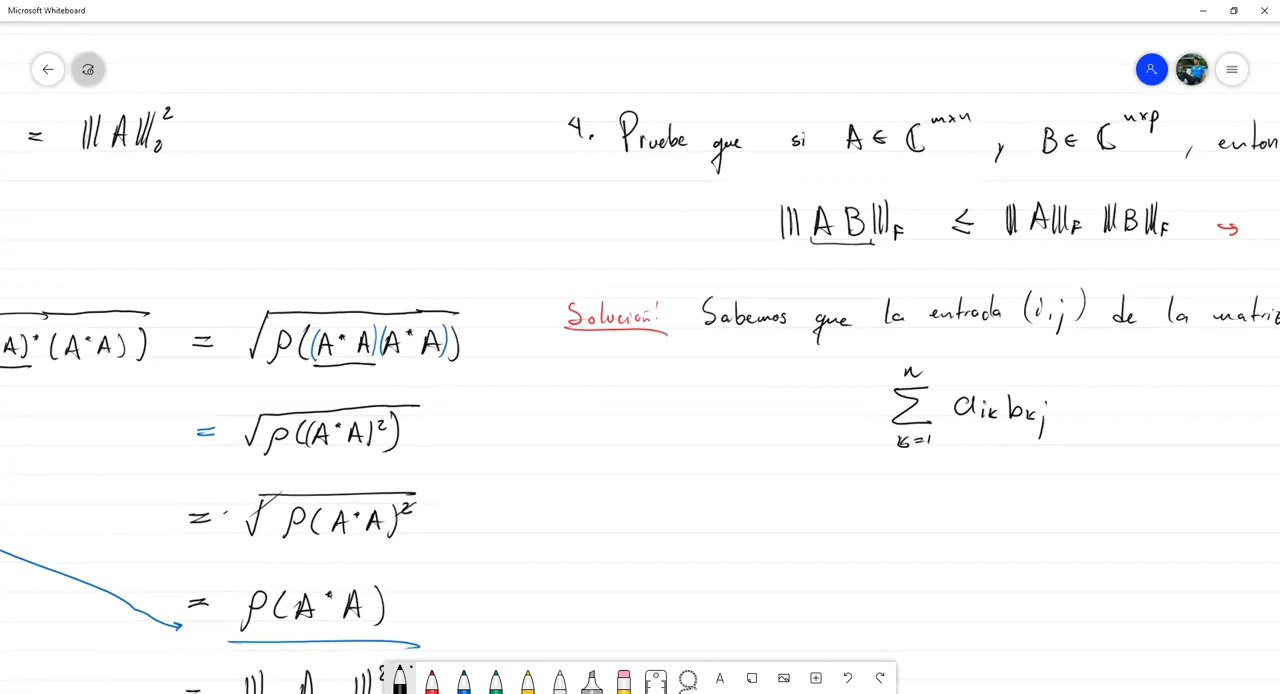 Microsoft Whiteboard
= |||A|||₂²
A)*(A*A)) = √ρ((A*A)(A*A))
= √ρ((A*A)²)
= √ρ(A*A)²
= ρ(A*A)
= ||| A |||²
4. Pruebe que si A ∈ ℂ^{m×n}, B ∈ ℂ^{n×p}, enton
|||AB|||_F ≤ |||A|||_F |||B|||_F →
Solución! Sabemos que la entrada (i,j) de la matriz
∑_{k=1}^{n} a_{ik} b_{kj}
A